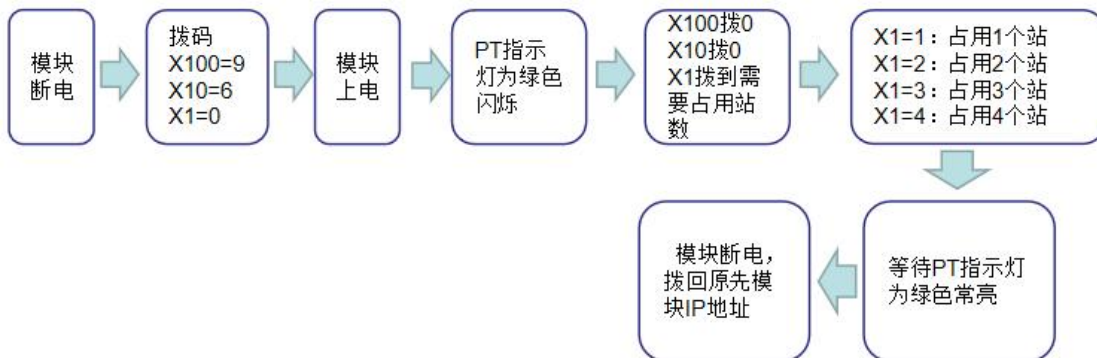 模块
断电
拨码
X100=9
X10=6
X1=0
模块
上电
PT指示
灯为绿色
闪烁
X100拨0
X10拨0
X1拨到需
要占用站
数
X1=1：占用1个站
X1=2：占用2个站
X1=3：占用3个站
X1=4：占用4个站
等待PT指示灯
为绿色常亮
模块断电，
拨回原先模
块IP地址